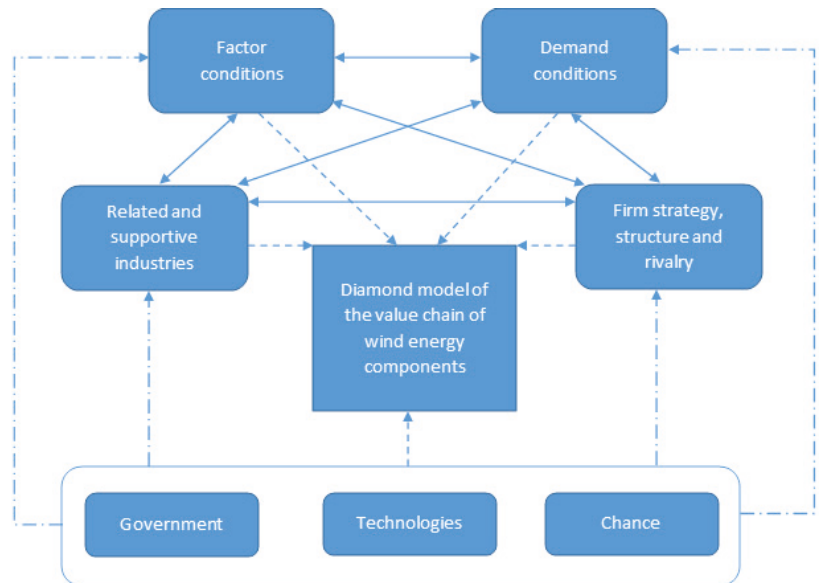 Factor
conditions
Demand
conditions
Related and
supportive
industries
Firm strategy,
structure and
rivalry
Diamond model of
the value chain of
wind energy
components
Government
Technologies
Chance